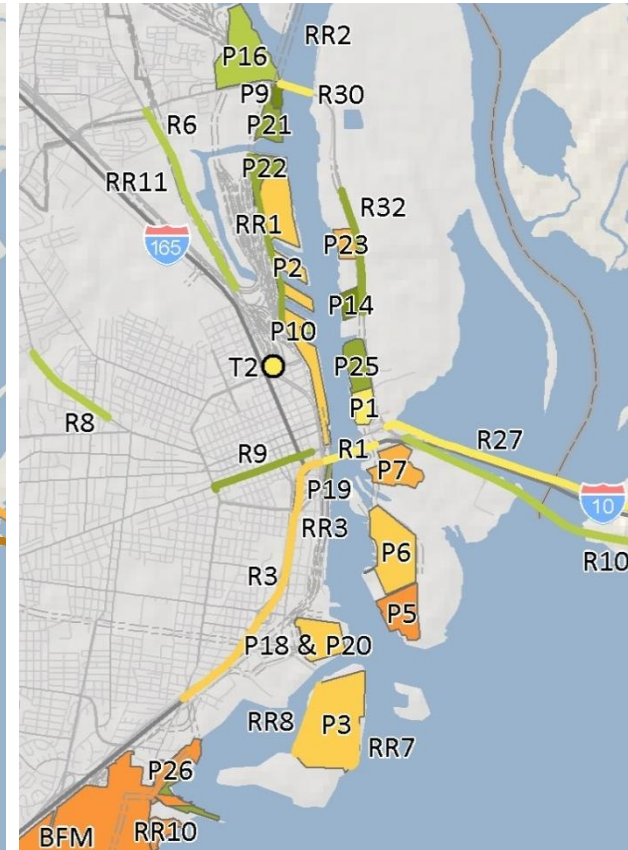 RR2
P16
P9
R30
R6
P21
RR11
P22
R32
RR1
165
P23
P2
P14
P10
T2
P25
P1
R8
R27
R9
R1
P7
P19
10
RR3
P6
R10
R3
P5
P18 & P20
RR8
P3
RR7
P26
BFM
RR10